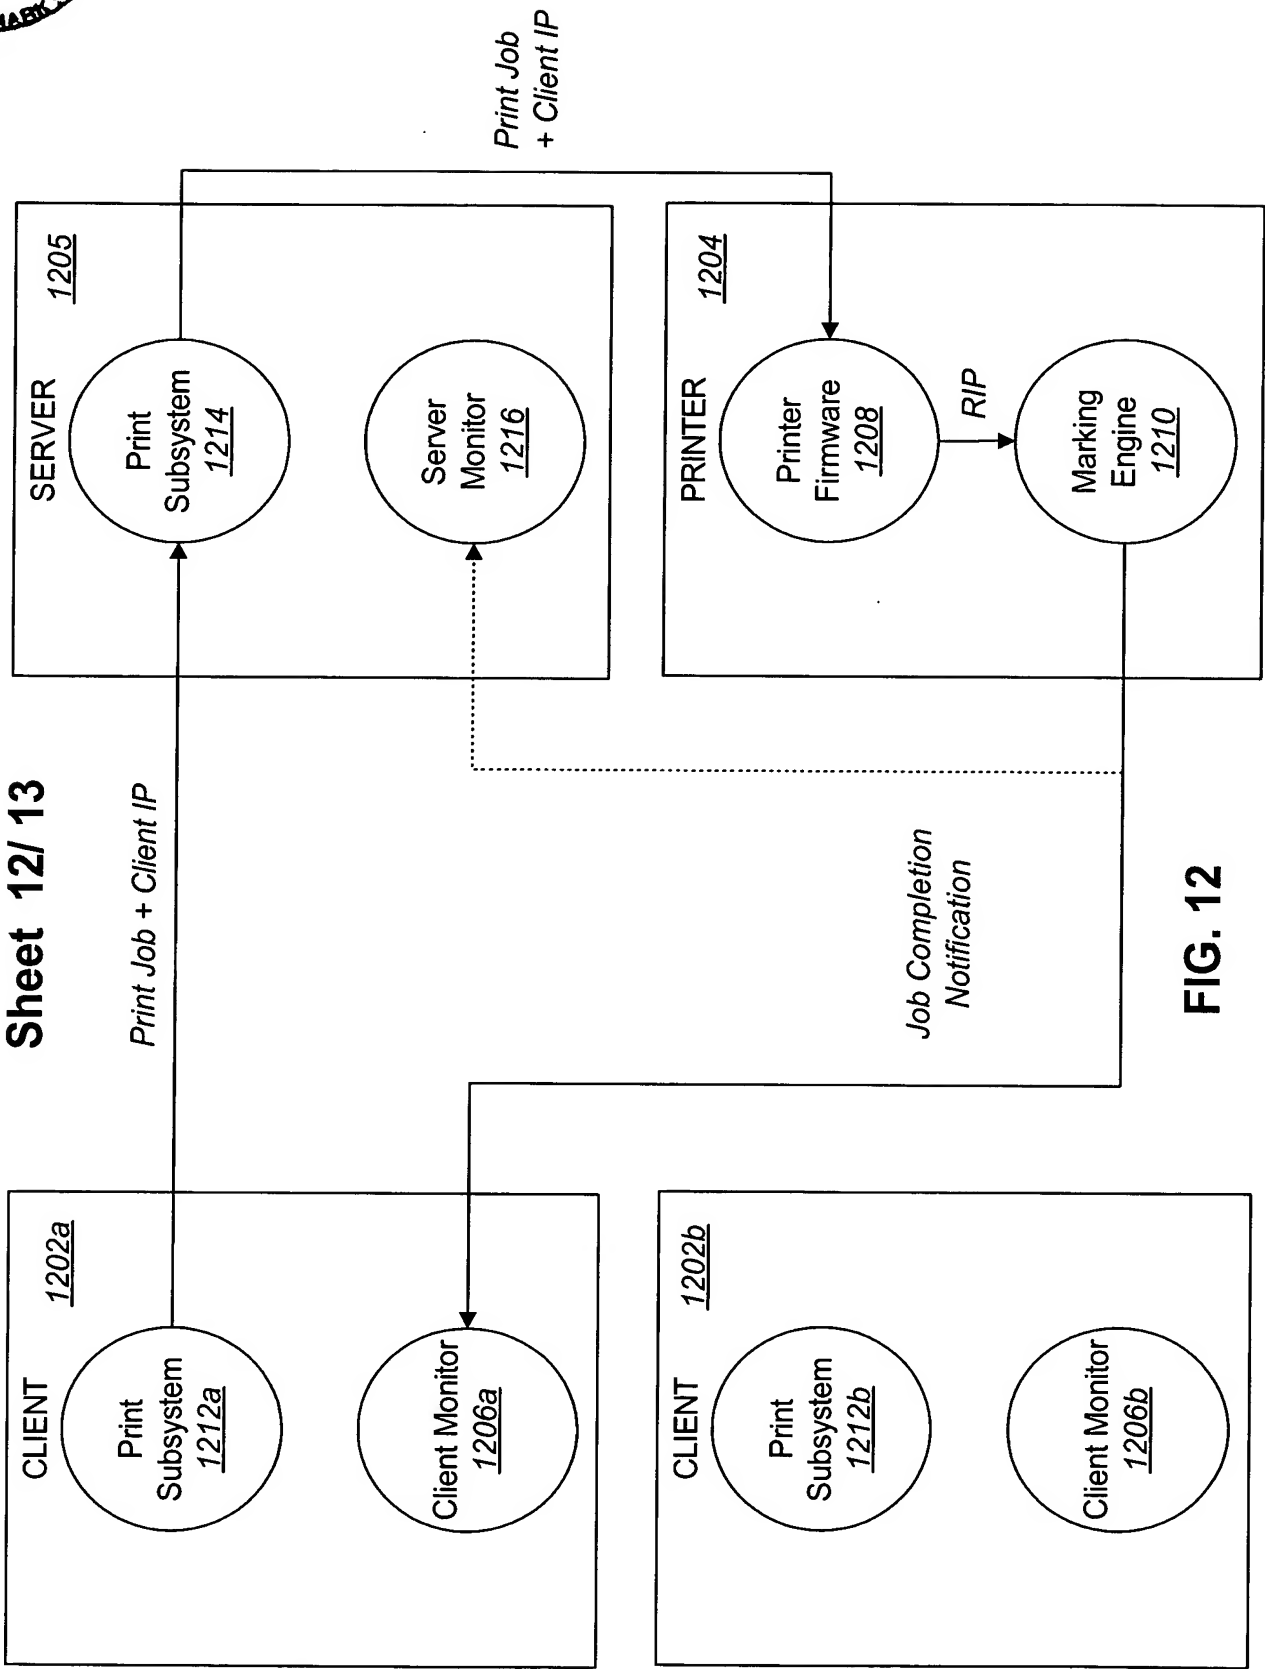 Sheet 12/ 13
CLIENT
1202a
Print
Subsystem
1212a
Client Monitor
1206a
Print Job + Client IP
SERVER
1205
Print
Subsystem
1214
Server
Monitor
1216
Print Job
+ Client IP
CLIENT
1202b
Print
Subsystem
1212b
Client Monitor
1206b
Job Completion
Notification
PRINTER
1204
Printer
Firmware
1208
RIP
Marking
Engine
1210
FIG. 12